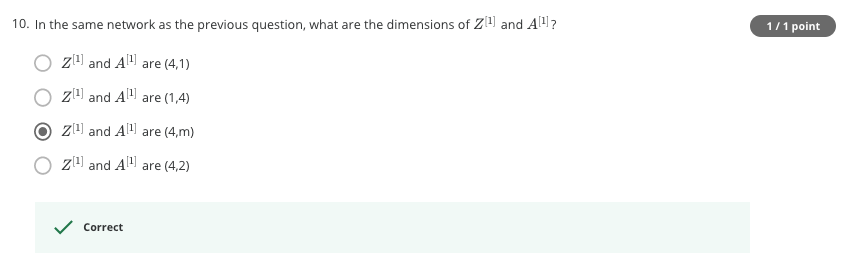 10. In the same network as the previous question, what are the dimensions of Z^[1] and A^[1]?
1 / 1 point
Z^[1] and A^[1] are (4,1)
Z^[1] and A^[1] are (1,4)
Z^[1] and A^[1] are (4,m)
Z^[1] and A^[1] are (4,2)
Correct